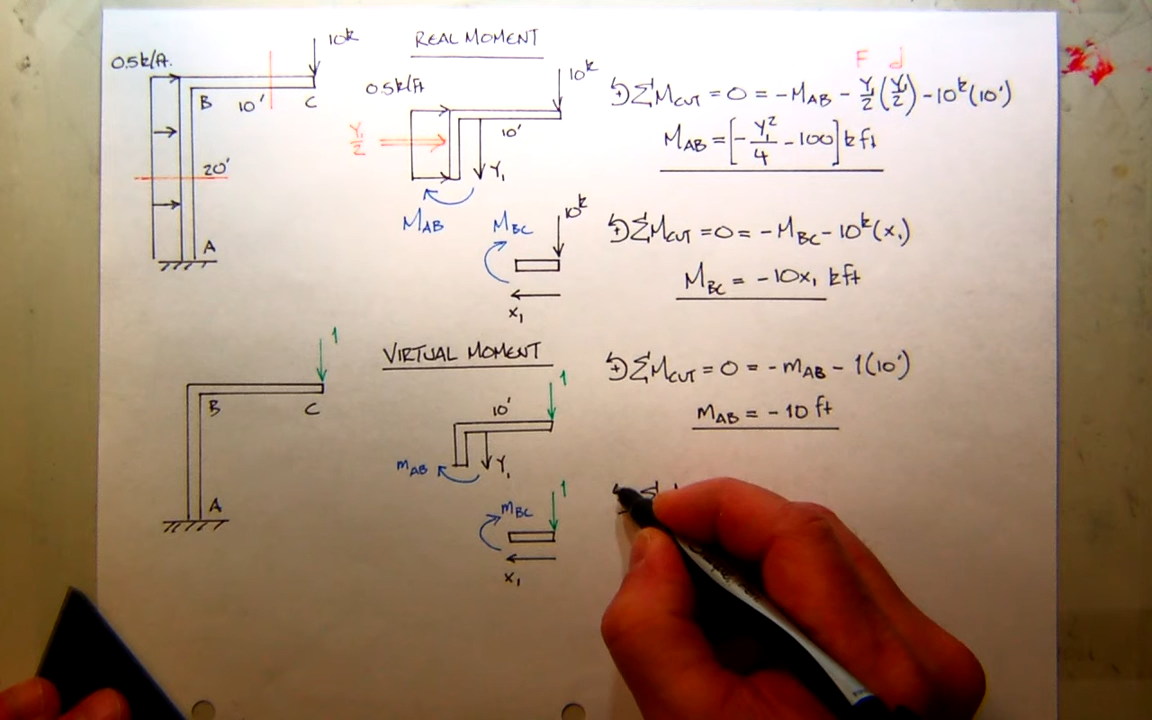 0.5k/ft.
10k
B
10'
C
20'
A
REAL MOMENT
0.5k/ft
10k
10'
Y1/2
Y1
MAB
F d
↺ΣMCUT = 0 = -MAB - Y1/2(Y1/2) - 10k(10')
MAB = [-Y1²/4 - 100] kft
MBC
10k
x1
↺ΣMCUT = 0 = -MBC - 10k(x1)
MBC = -10x1 kft
1
B
C
A
VIRTUAL MOMENT
1
10'
mAB
Y1
↺ΣMCUT = 0 = -mAB - 1(10')
mAB = -10 ft
mBC
1
x1